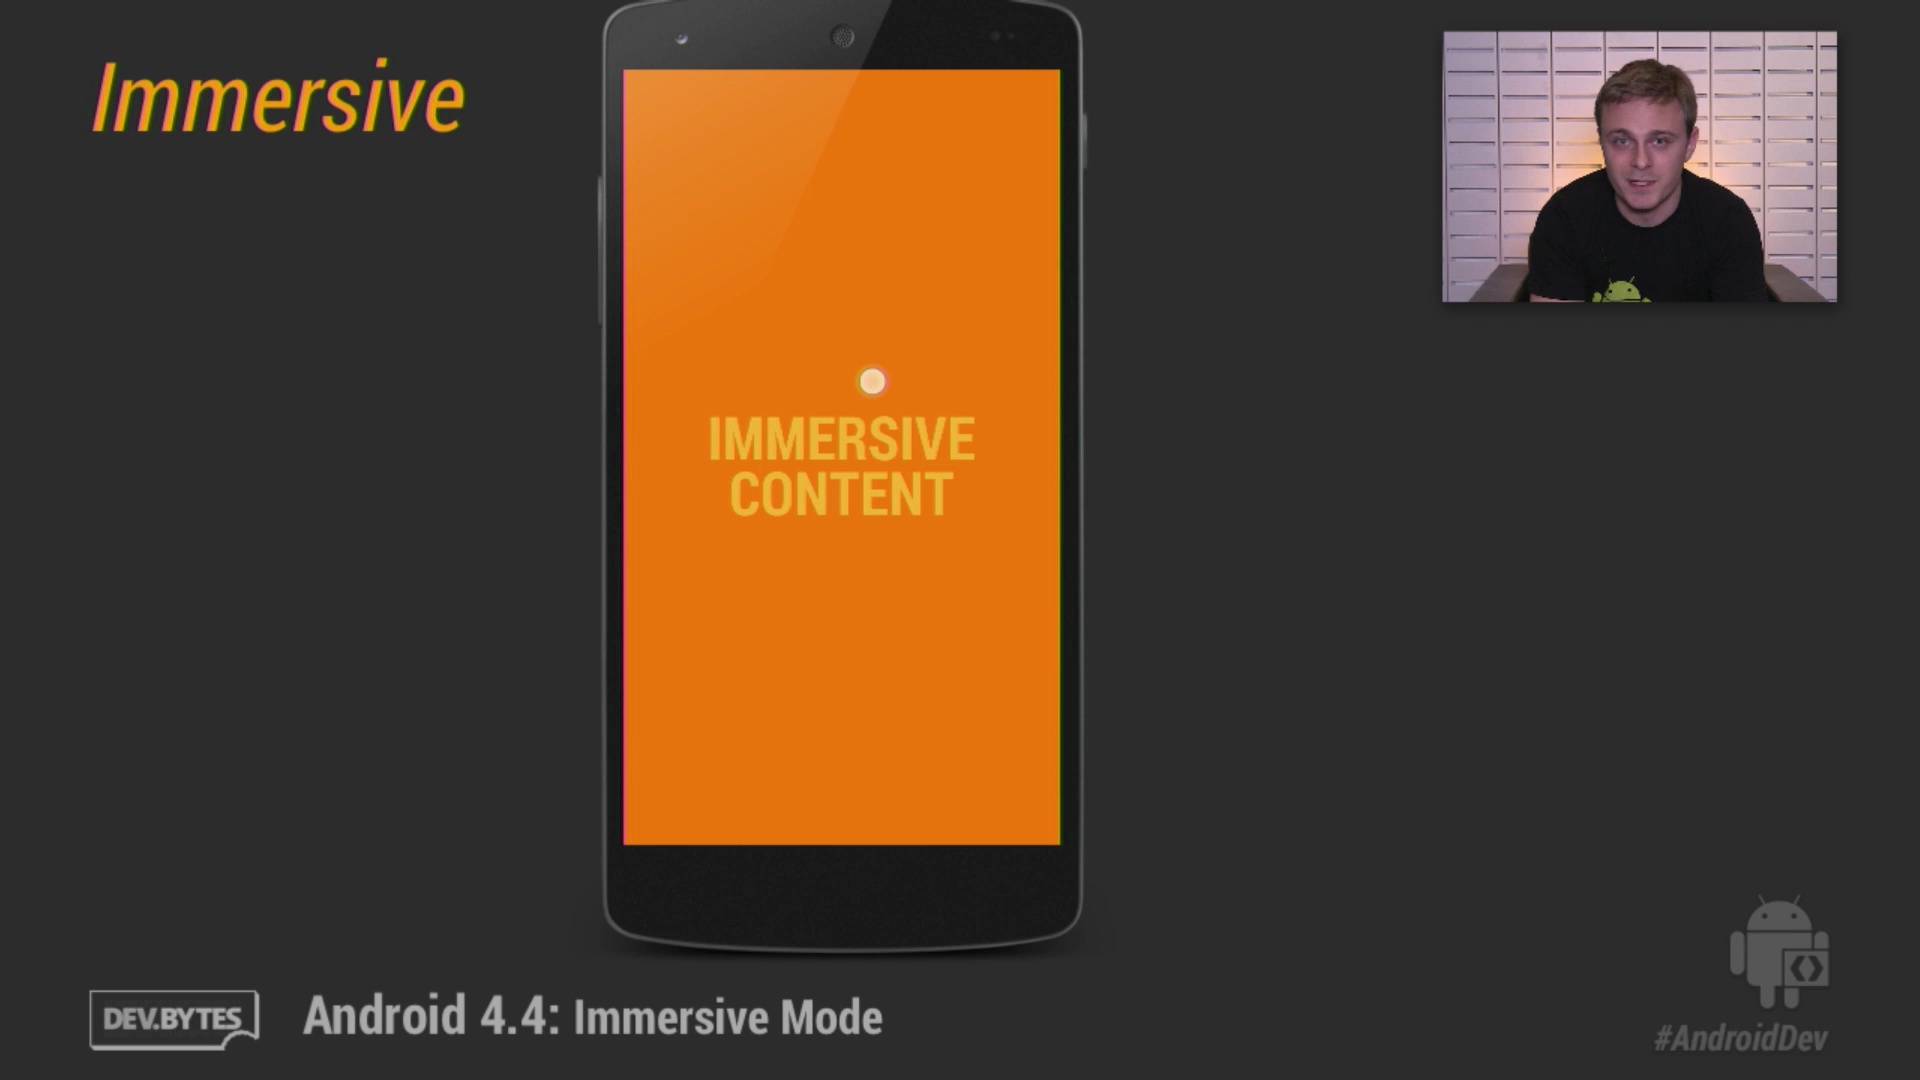 Immersive
IMMERSIVE
CONTENT
DEV.BYTES
Android 4.4: Immersive Mode
#AndroidDev